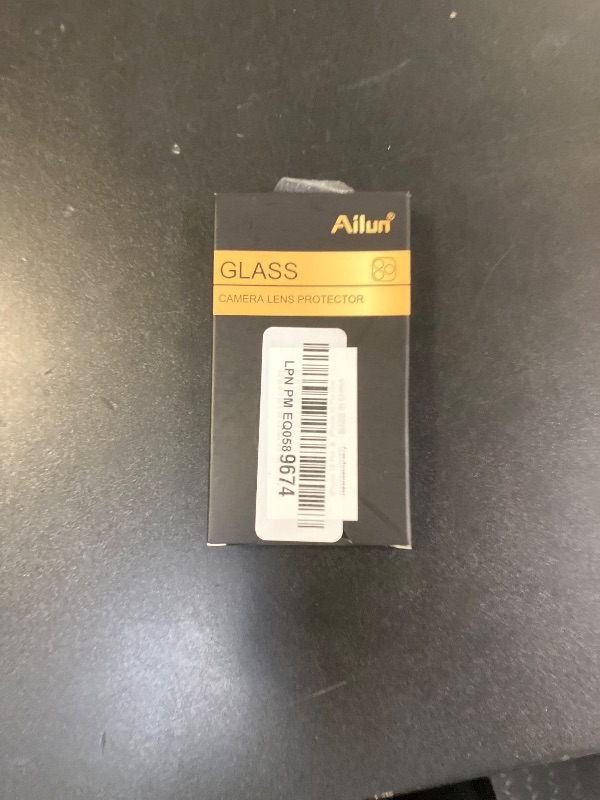 Ailun®
GLASS
CAMERA LENS PROTECTOR
LPN PM EQ0589674